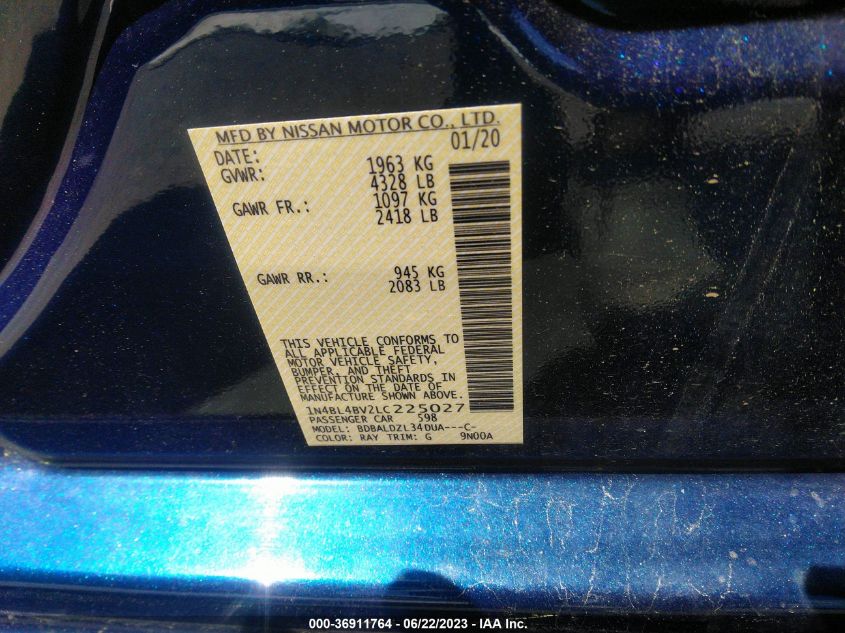 MFD BY NISSAN MOTOR CO., LTD.
DATE: 01/20
GVWR: 1963 KG
4328 LB
GAWR FR.: 1097 KG
2418 LB
GAWR RR.: 945 KG
2083 LB
THIS VEHICLE CONFORMS TO
ALL APPLICABLE FEDERAL
MOTOR VEHICLE SAFETY,
BUMPER, AND THEFT
PREVENTION STANDARDS IN
EFFECT ON THE DATE OF
MANUFACTURE SHOWN ABOVE.
1N4BL4BV2LC225027
PASSENGER CAR 598
MODEL: BDBALDZL34DUA---C-
COLOR: RAY TRIM: G 9N00A
000-36911764 - 06/22/2023 - IAA Inc.